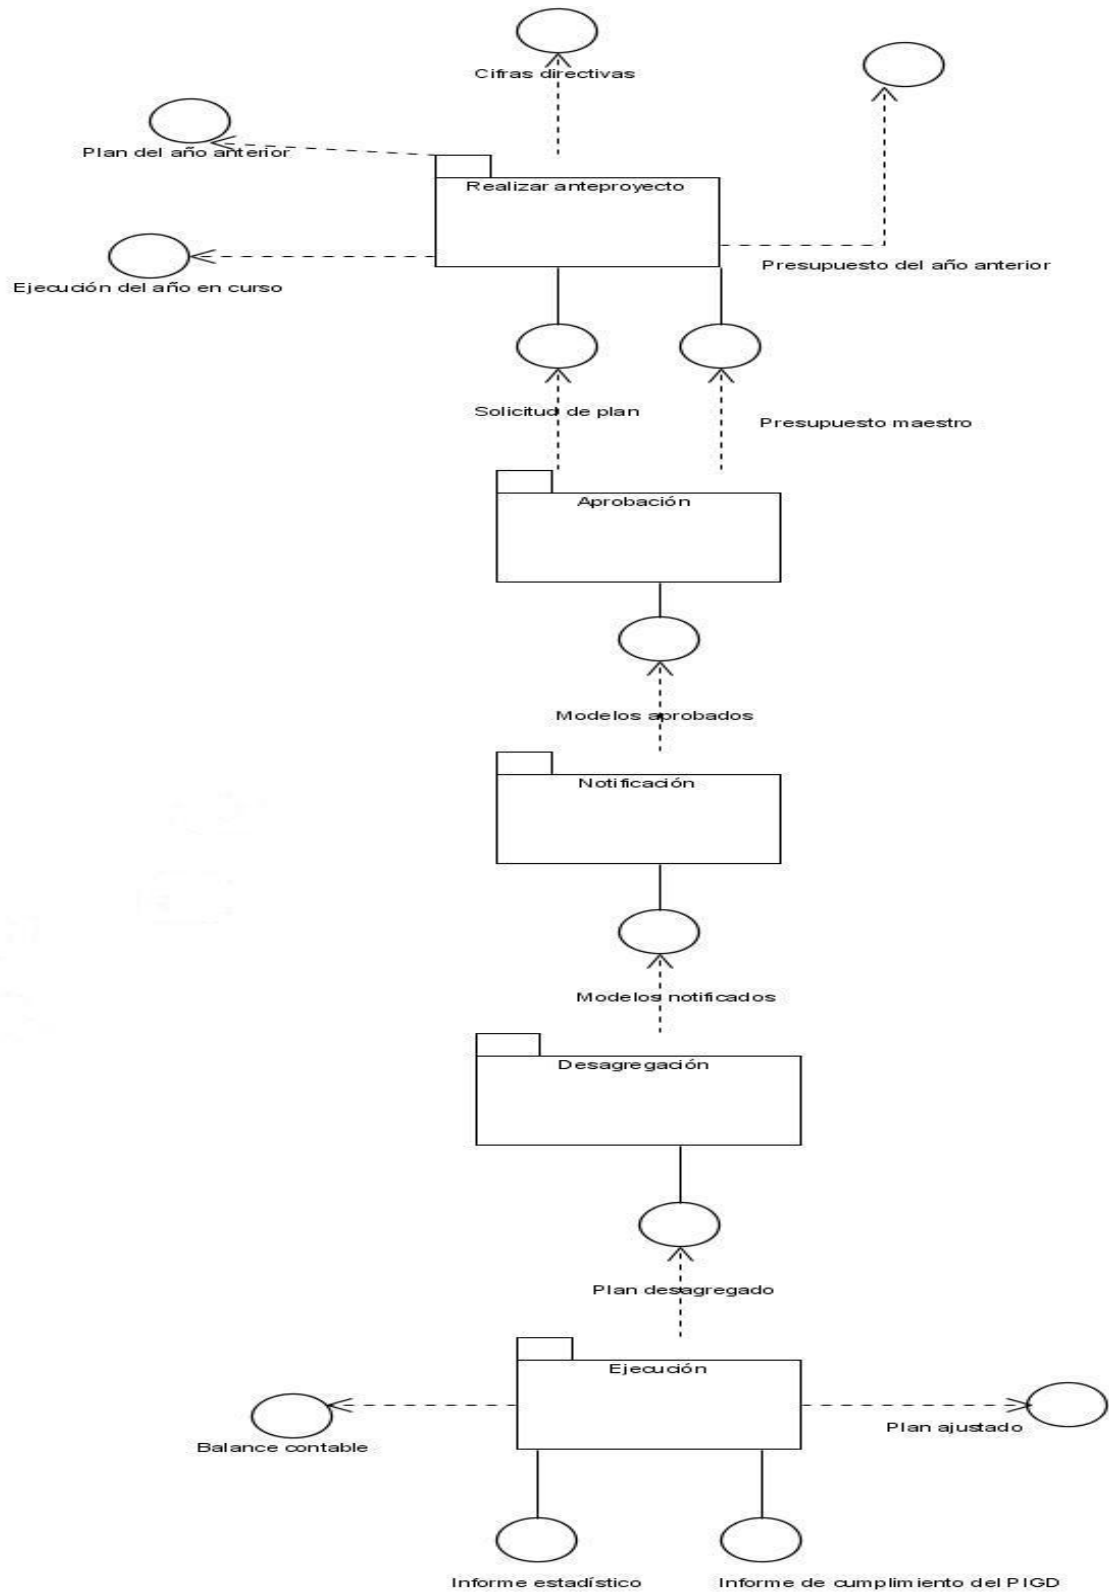 Cifras directivas
Plan del año anterior
Realizar anteproyecto
Presupuesto del año anterior
Ejecución del año en curso
Solicitud de plan
Presupuesto maestro
Aprobación
Modelos aprobados
Notificación
Modelos notificados
Desagregación
Plan desagregado
Ejecución
Plan ajustado
Balance contable
Informe estadístico
Informe de cumplimiento del PIGD